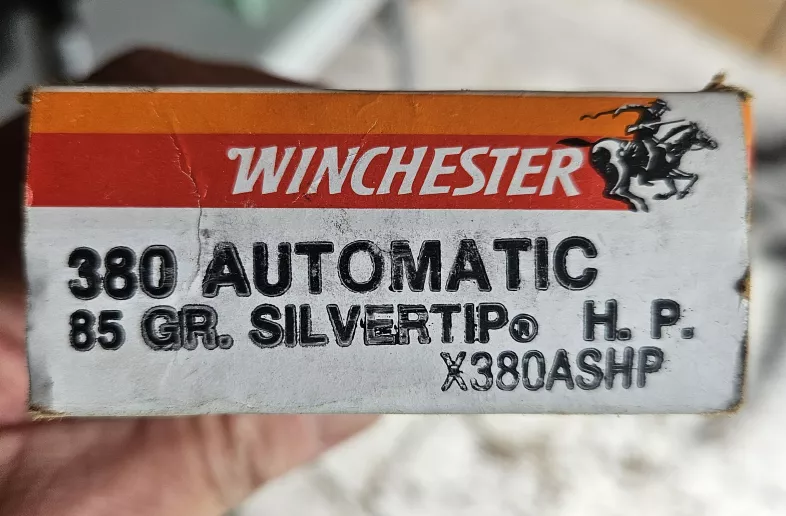 WINCHESTER
380 AUTOMATIC
85 GR. SILVERTIP® H. P.
X380ASHP